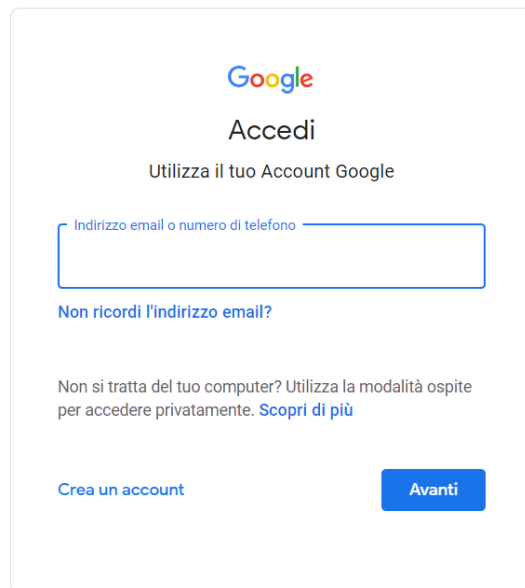 Google
Accedi
Utilizza il tuo Account Google
Indirizzo email o numero di telefono
Non ricordi l'indirizzo email?
Non si tratta del tuo computer? Utilizza la modalità ospite
per accedere privatamente. Scopri di più
Crea un account
Avanti